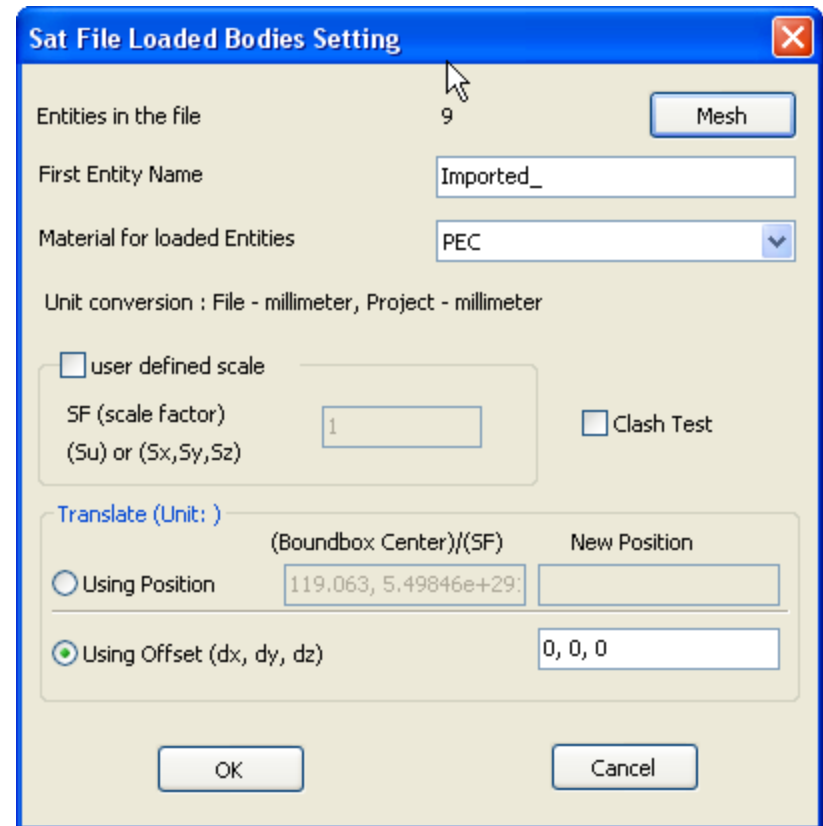 Sat File Loaded Bodies Setting
Entities in the file 9 Mesh
First Entity Name Imported_
Material for loaded Entities PEC
Unit conversion : File - millimeter, Project - millimeter
user defined scale
SF (scale factor) 1
(Su) or (Sx,Sy,Sz)
Clash Test
Translate (Unit: )
(Boundbox Center)/(SF) New Position
Using Position 119.063, 5.49846e+291
Using Offset (dx, dy, dz) 0, 0, 0
OK Cancel